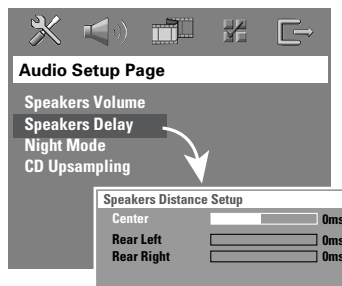 Audio Setup Page
Speakers Volume
Speakers Delay
Night Mode
CD Upsampling
Speakers Distance Setup
Center 0ms
Rear Left 0ms
Rear Right 0ms